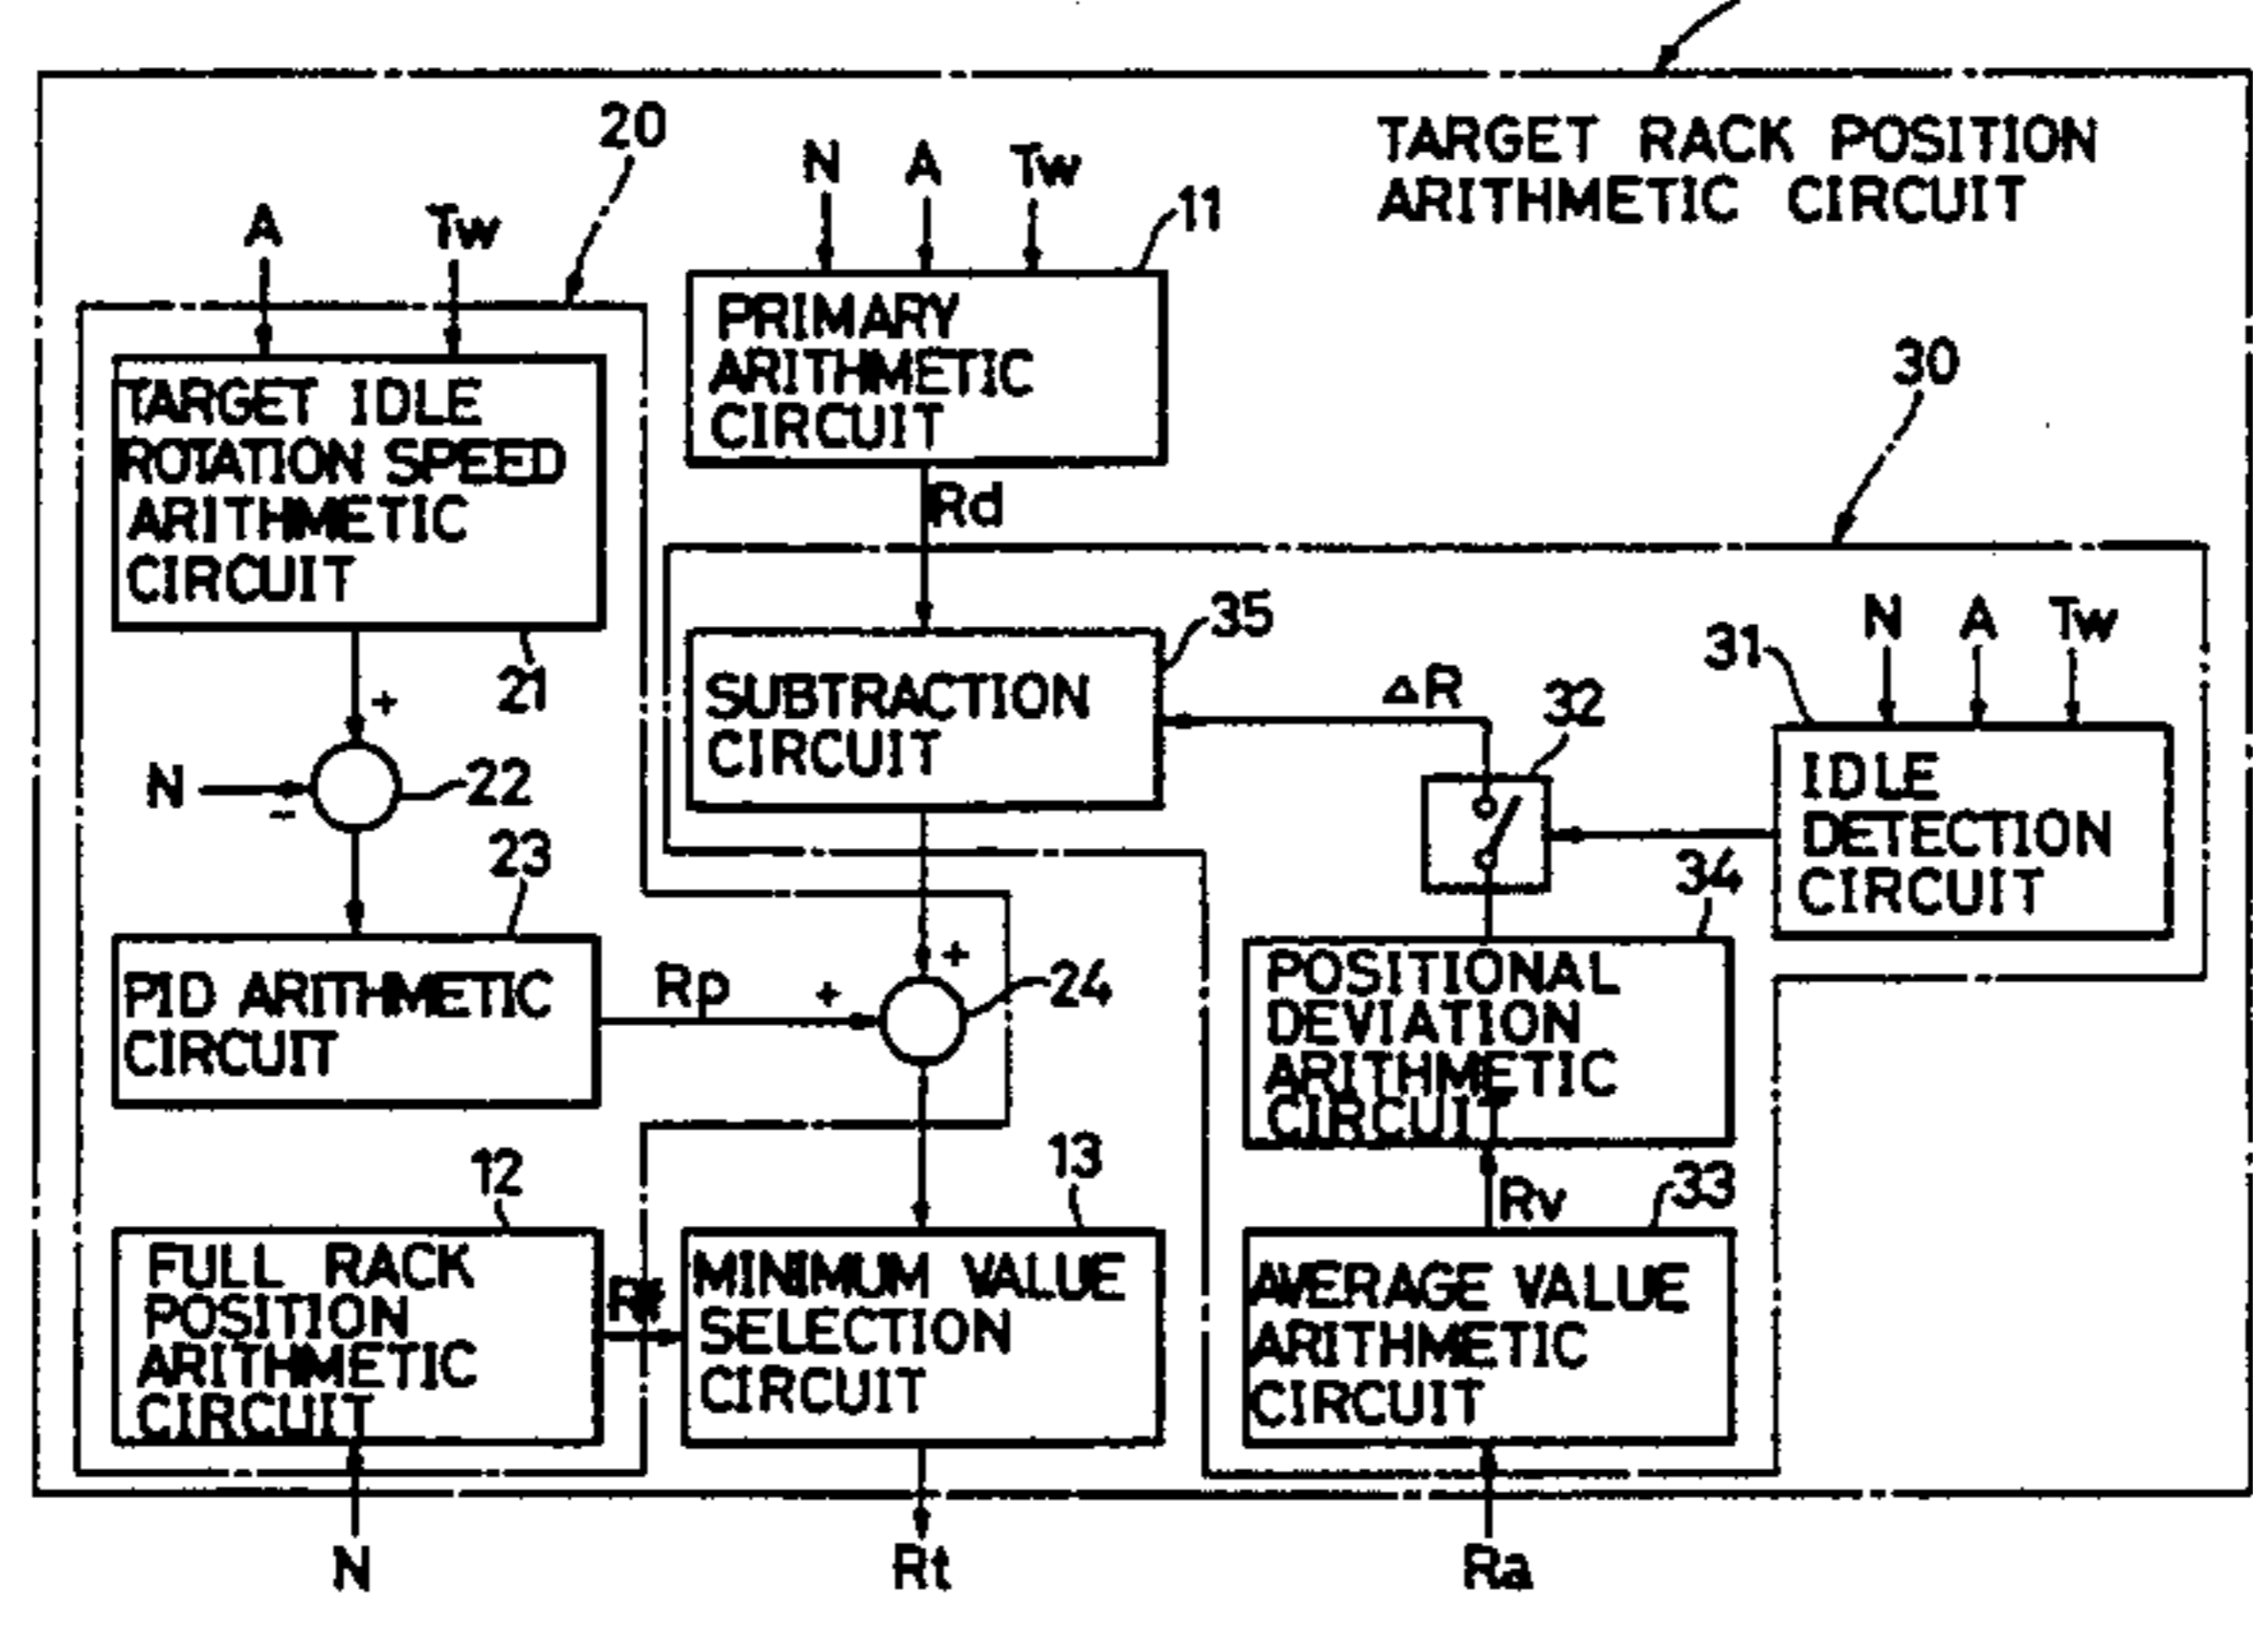 TARGET RACK POSITION
ARITHMETIC CIRCUIT
20
A
Tw
N
A
Tw
11
TARGET IDLE
ROTATION SPEED
ARITHMETIC
CIRCUIT
21
PRIMARY
ARITHMETIC
CIRCUIT
Rd
30
+
N
-
22
23
SUBTRACTION
CIRCUIT
35
ΔR
32
31
N
A
Tw
IDLE
DETECTION
CIRCUIT
34
PID ARITHMETIC
CIRCUIT
Rp
+
+
24
POSITIONAL
DEVIATION
ARITHMETIC
CIRCUIT
12
FULL RACK
POSITION
ARITHMETIC
CIRCUIT
13
MINIMUM VALUE
SELECTION
CIRCUIT
Rv
33
AVERAGE VALUE
ARITHMETIC
CIRCUIT
N
Rt
Ra